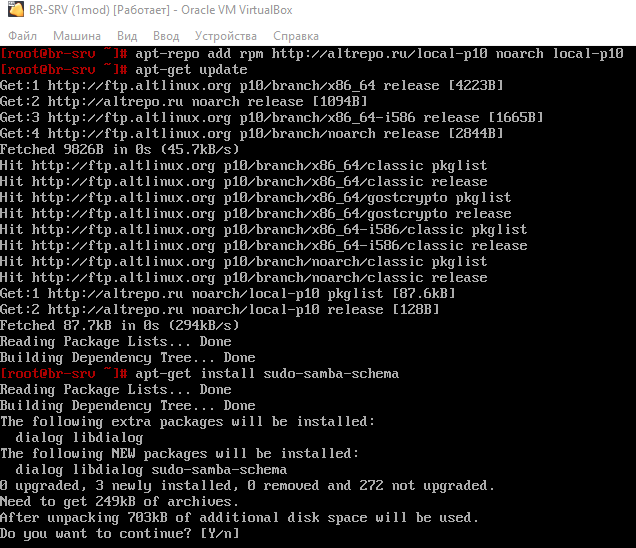 BR-SRV (1mod) [Работает] - Oracle VM VirtualBox
Файл Машина Вид Ввод Устройства Справка
[root@br-srv ~]# apt-repo add rpm http://altrepo.ru/local-p10 noarch local-p10
[root@br-srv ~]# apt-get update
Get:1 http://ftp.altlinux.org p10/branch/x86_64 release [4223B]
Get:2 http://altrepo.ru noarch release [1094B]
Get:3 http://ftp.altlinux.org p10/branch/x86_64-i586 release [1665B]
Get:4 http://ftp.altlinux.org p10/branch/noarch release [2844B]
Fetched 9826B in 0s (45.7kB/s)
Hit http://ftp.altlinux.org p10/branch/x86_64/classic pkglist
Hit http://ftp.altlinux.org p10/branch/x86_64/classic release
Hit http://ftp.altlinux.org p10/branch/x86_64/gostcrypto pkglist
Hit http://ftp.altlinux.org p10/branch/x86_64/gostcrypto release
Hit http://ftp.altlinux.org p10/branch/x86_64-i586/classic pkglist
Hit http://ftp.altlinux.org p10/branch/x86_64-i586/classic release
Hit http://ftp.altlinux.org p10/branch/noarch/classic pkglist
Hit http://ftp.altlinux.org p10/branch/noarch/classic release
Get:1 http://altrepo.ru noarch/local-p10 pkglist [87.6kB]
Get:2 http://altrepo.ru noarch/local-p10 release [128B]
Fetched 87.7kB in 0s (294kB/s)
Reading Package Lists... Done
Building Dependency Tree... Done
[root@br-srv ~]# apt-get install sudo-samba-schema
Reading Package Lists... Done
Building Dependency Tree... Done
The following extra packages will be installed:
dialog libdialog
The following NEW packages will be installed:
dialog libdialog sudo-samba-schema
0 upgraded, 3 newly installed, 0 removed and 272 not upgraded.
Need to get 249kB of archives.
After unpacking 703kB of additional disk space will be used.
Do you want to continue? [Y/n]